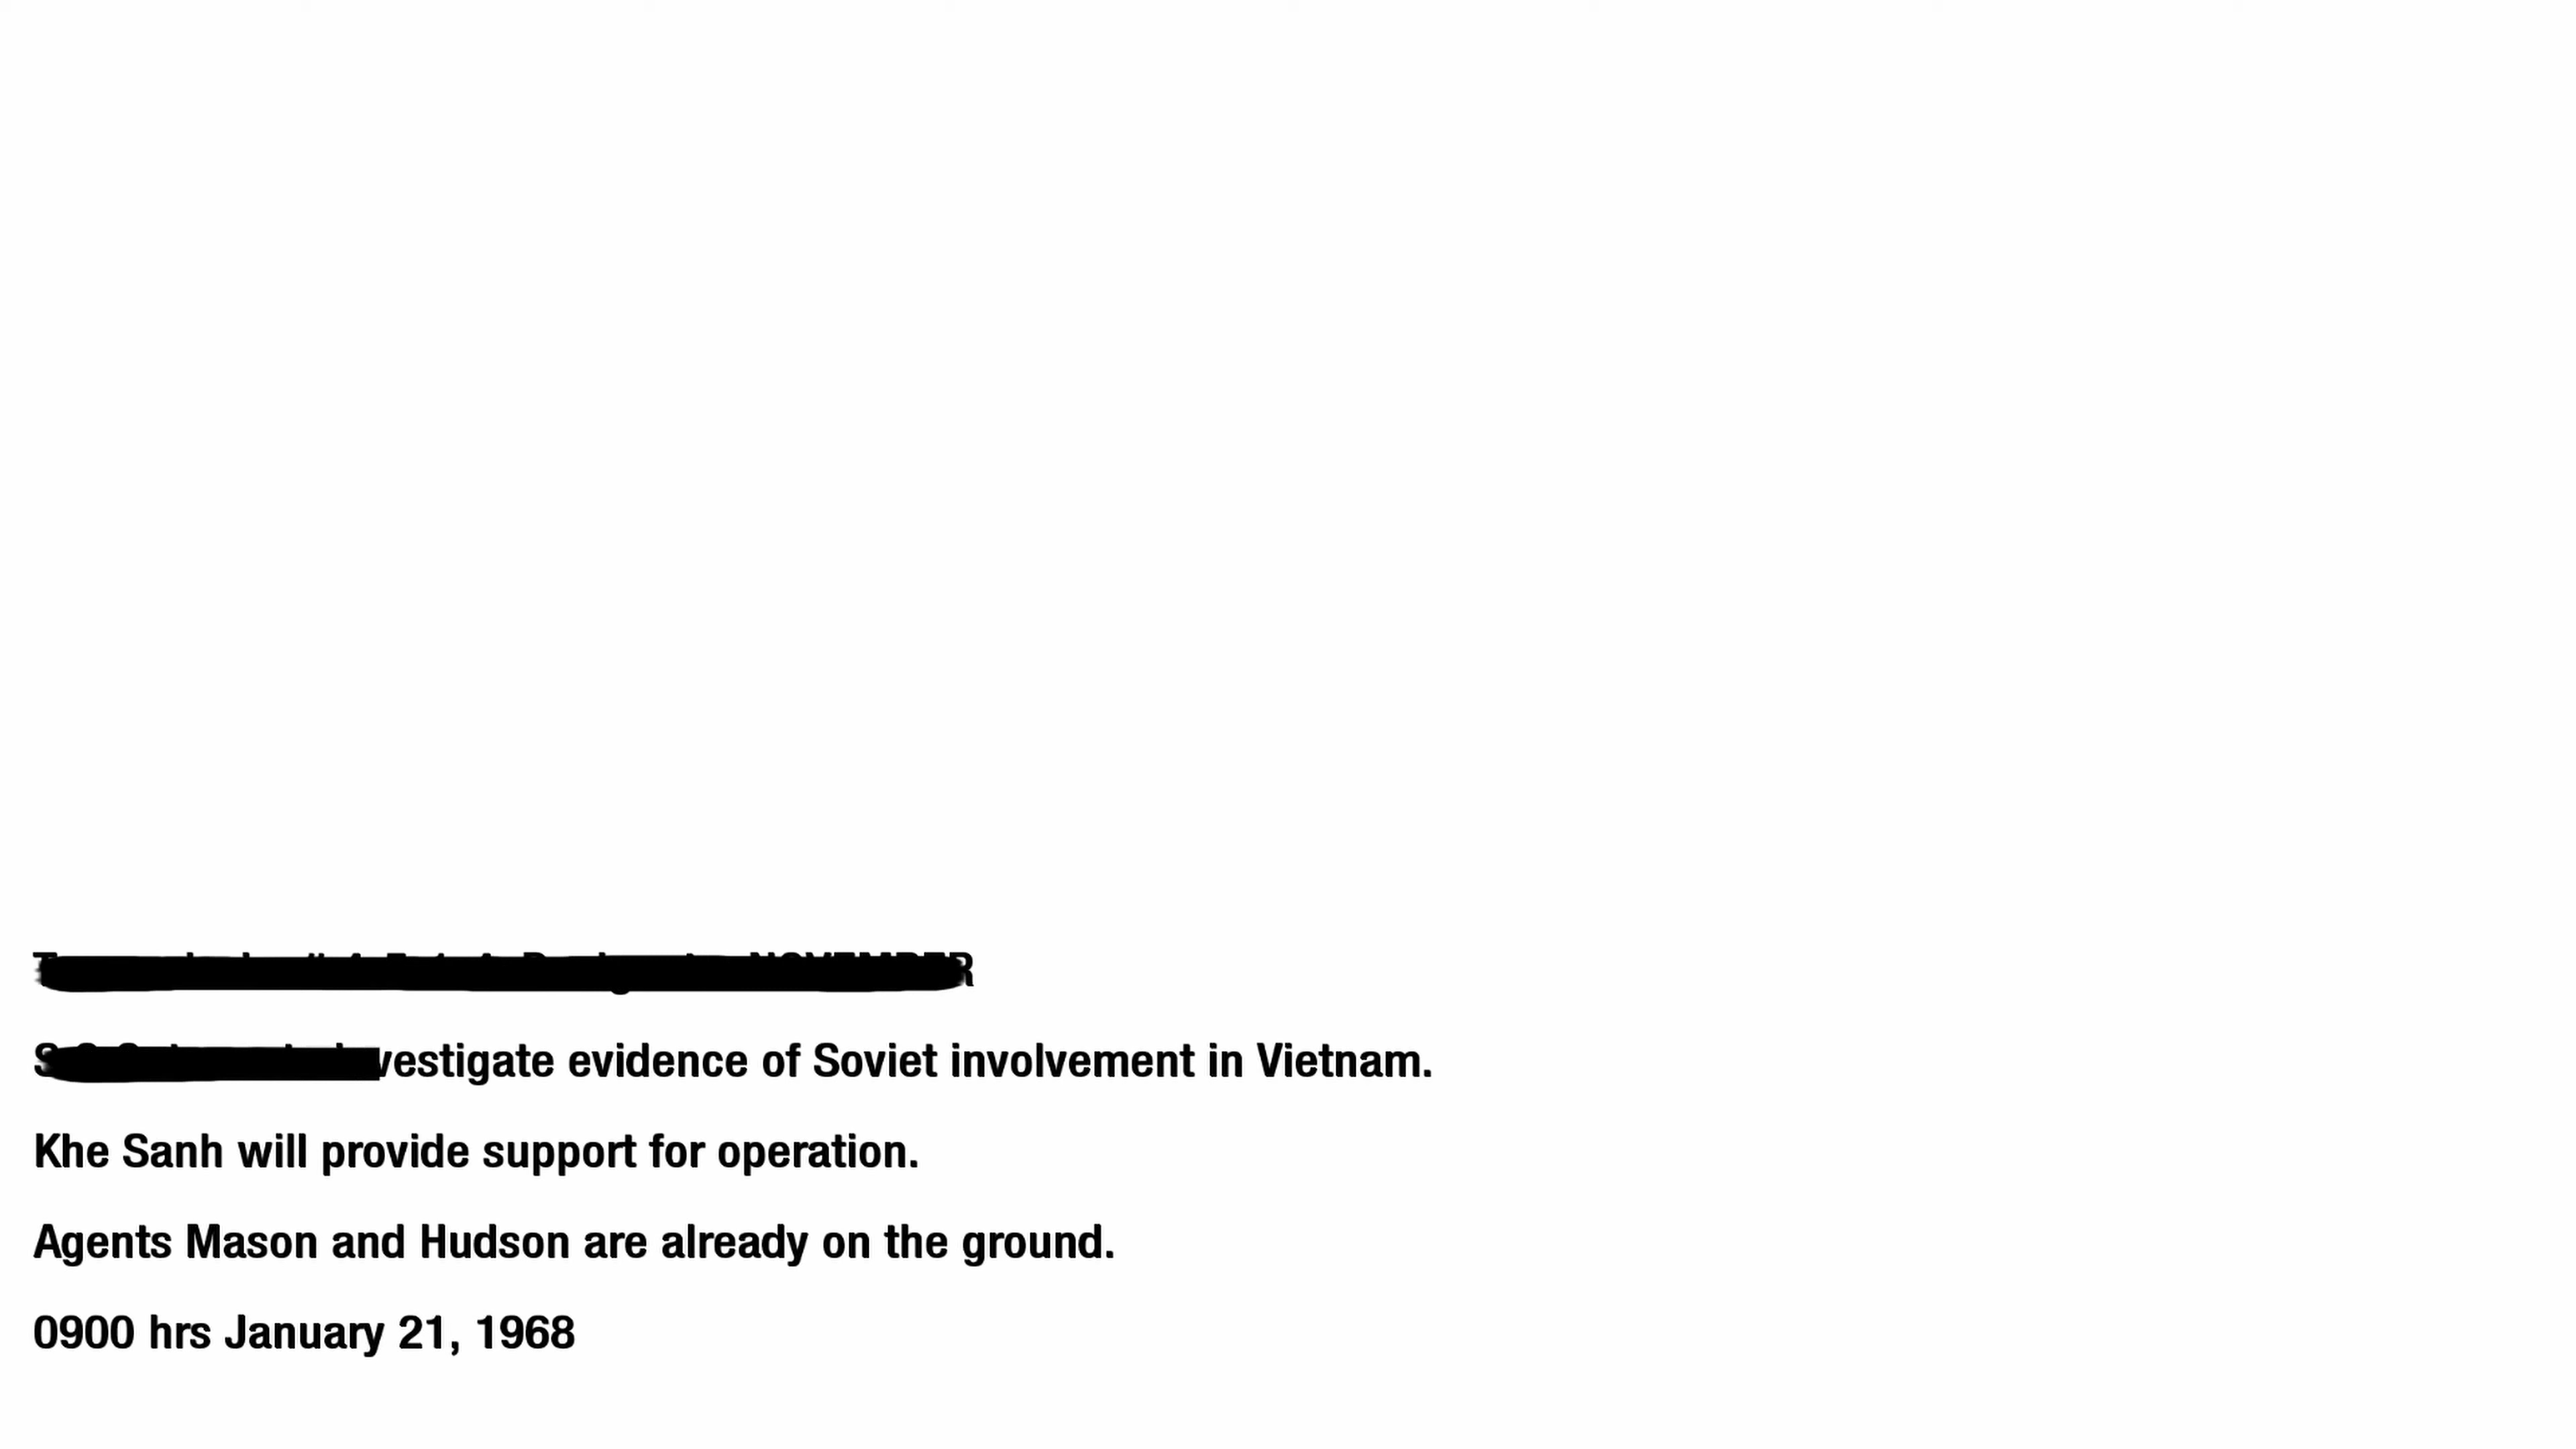 NOVEMBER
vestigate evidence of Soviet involvement in Vietnam.
Khe Sanh will provide support for operation.
Agents Mason and Hudson are already on the ground.
0900 hrs January 21, 1968